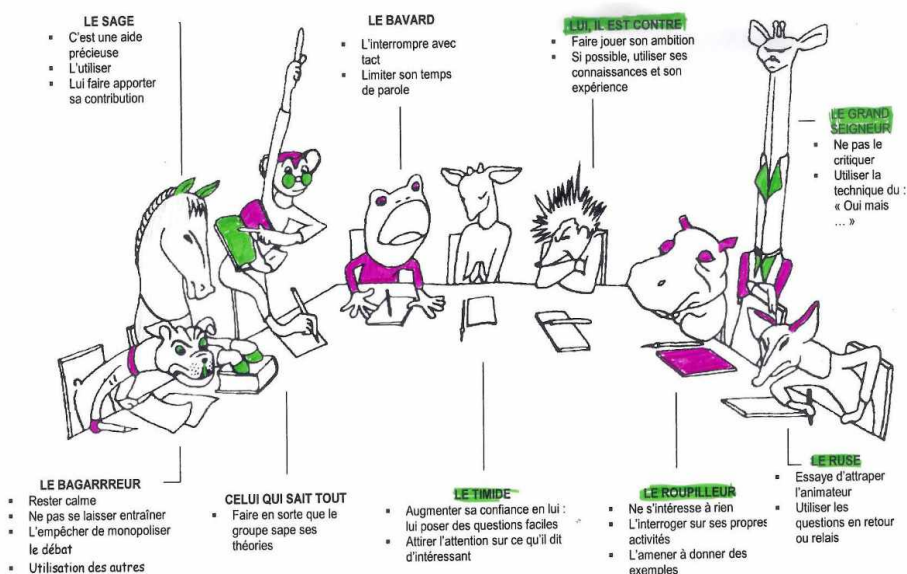 LE SAGE
▪ C'est une aide
précieuse
▪ L'utiliser
▪ Lui faire apporter
sa contribution
LE BAVARD
▪ L'interrompre avec
tact
▪ Limiter son temps
de parole
LUI, IL EST CONTRE
▪ Faire jouer son ambition
▪ Si possible, utiliser ses
connaissances et son
expérience
LE GRAND
SEIGNEUR
▪ Ne pas le
critiquer
▪ Utiliser la
technique du :
« Oui mais
... »
LE BAGARRREUR
▪ Rester calme
▪ Ne pas se laisser entraîner
▪ L'empêcher de monopoliser
le débat
▪ Utilisation des autres
CELUI QUI SAIT TOUT
▪ Faire en sorte que le
groupe sape ses
théories
LE TIMIDE
▪ Augmenter sa confiance en lui :
lui poser des questions faciles
▪ Attirer l'attention sur ce qu'il dit
d'intéressant
LE ROUPILLEUR
▪ Ne s'intéresse à rien
▪ L'interroger sur ses propres
activités
▪ L'amener à donner des
exemples
LE RUSE
▪ Essaye d'attraper
l'animateur
▪ Utiliser les
questions en retour
ou relais